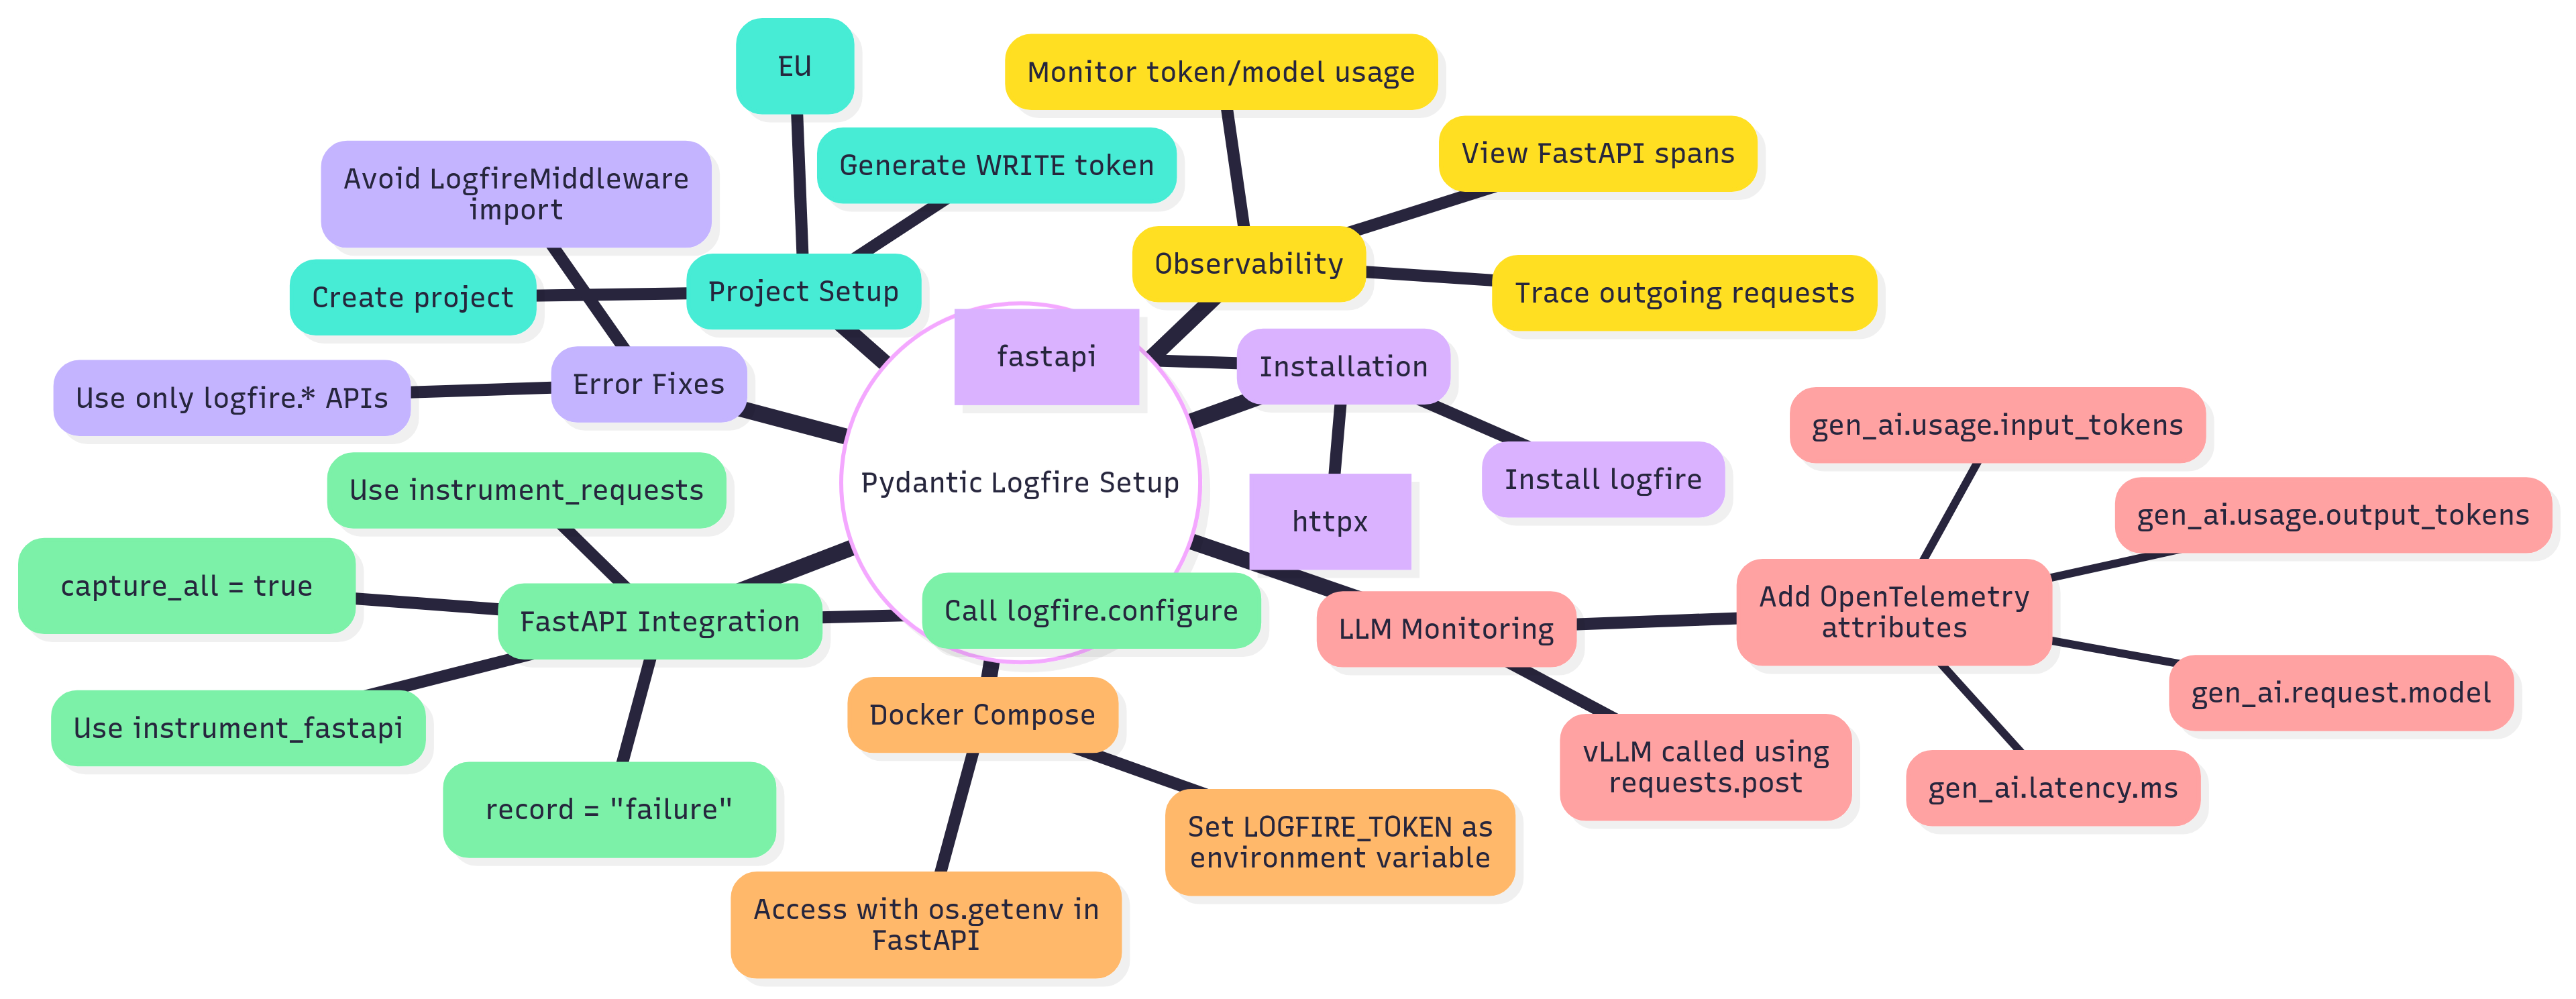 EU
Monitor token/model usage
Generate WRITE token
View FastAPI spans
Avoid LogfireMiddleware
import
Create project
Project Setup
Observability
Trace outgoing requests
fastapi
Installation
Use only logfire.* APIs
Error Fixes
gen_ai.usage.input_tokens
Use instrument_requests
Pydantic Logfire Setup
httpx
Install logfire
gen_ai.usage.output_tokens
capture_all = true
FastAPI Integration
Call logfire.configure
LLM Monitoring
Add OpenTelemetry
attributes
gen_ai.request.model
Use instrument_fastapi
Docker Compose
vLLM called using
requests.post
gen_ai.latency.ms
record = "failure"
Set LOGFIRE_TOKEN as
environment variable
Access with os.getenv in
FastAPI